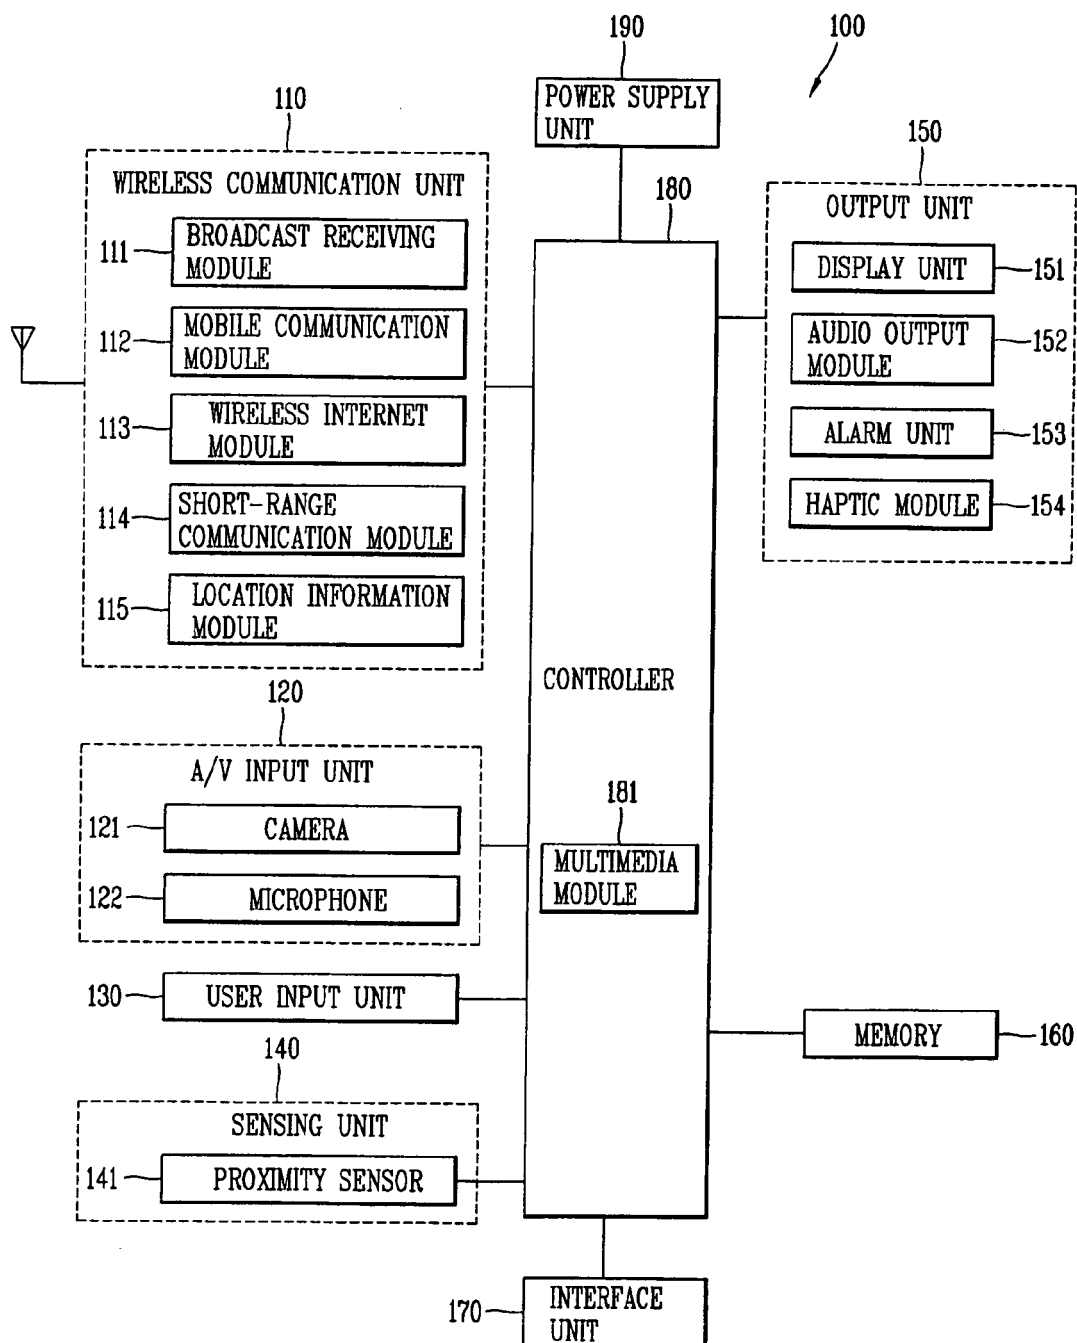 190
100
POWER SUPPLY
UNIT
110
WIRELESS COMMUNICATION UNIT
111
BROADCAST RECEIVING
MODULE
112
MOBILE COMMUNICATION
MODULE
113
WIRELESS INTERNET
MODULE
114
SHORT-RANGE
COMMUNICATION MODULE
115
LOCATION INFORMATION
MODULE
120
A/V INPUT UNIT
121
CAMERA
122
MICROPHONE
130
USER INPUT UNIT
140
SENSING UNIT
141
PROXIMITY SENSOR
180
CONTROLLER
181
MULTIMEDIA
MODULE
150
OUTPUT UNIT
DISPLAY UNIT
151
AUDIO OUTPUT
MODULE
152
ALARM UNIT
153
HAPTIC MODULE
154
MEMORY
160
170
INTERFACE
UNIT